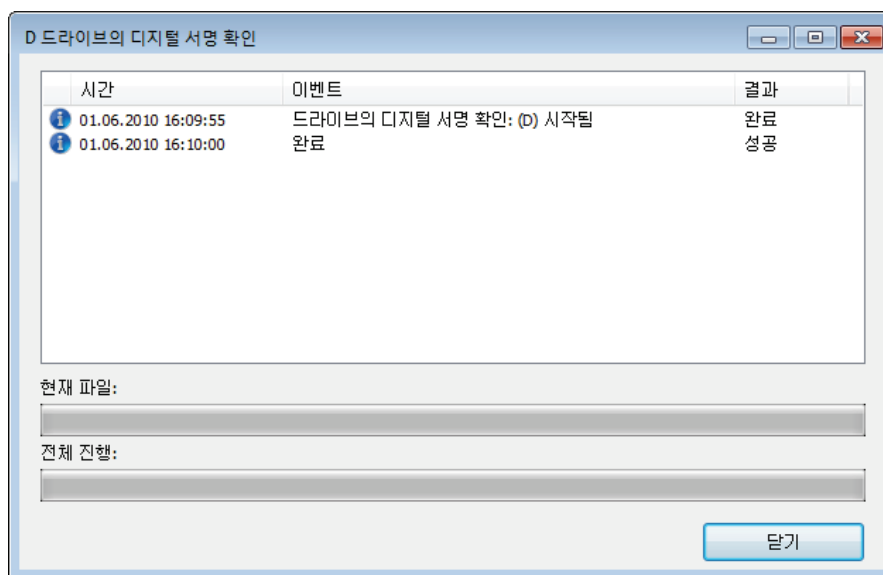 D 드라이브의 디지털 서명 확인
시간 이벤트 결과
01.06.2010 16:09:55 드라이브의 디지털 서명 확인: (D) 시작됨 완료
01.06.2010 16:10:00 완료 성공
현재 파일:
전체 진행:
닫기